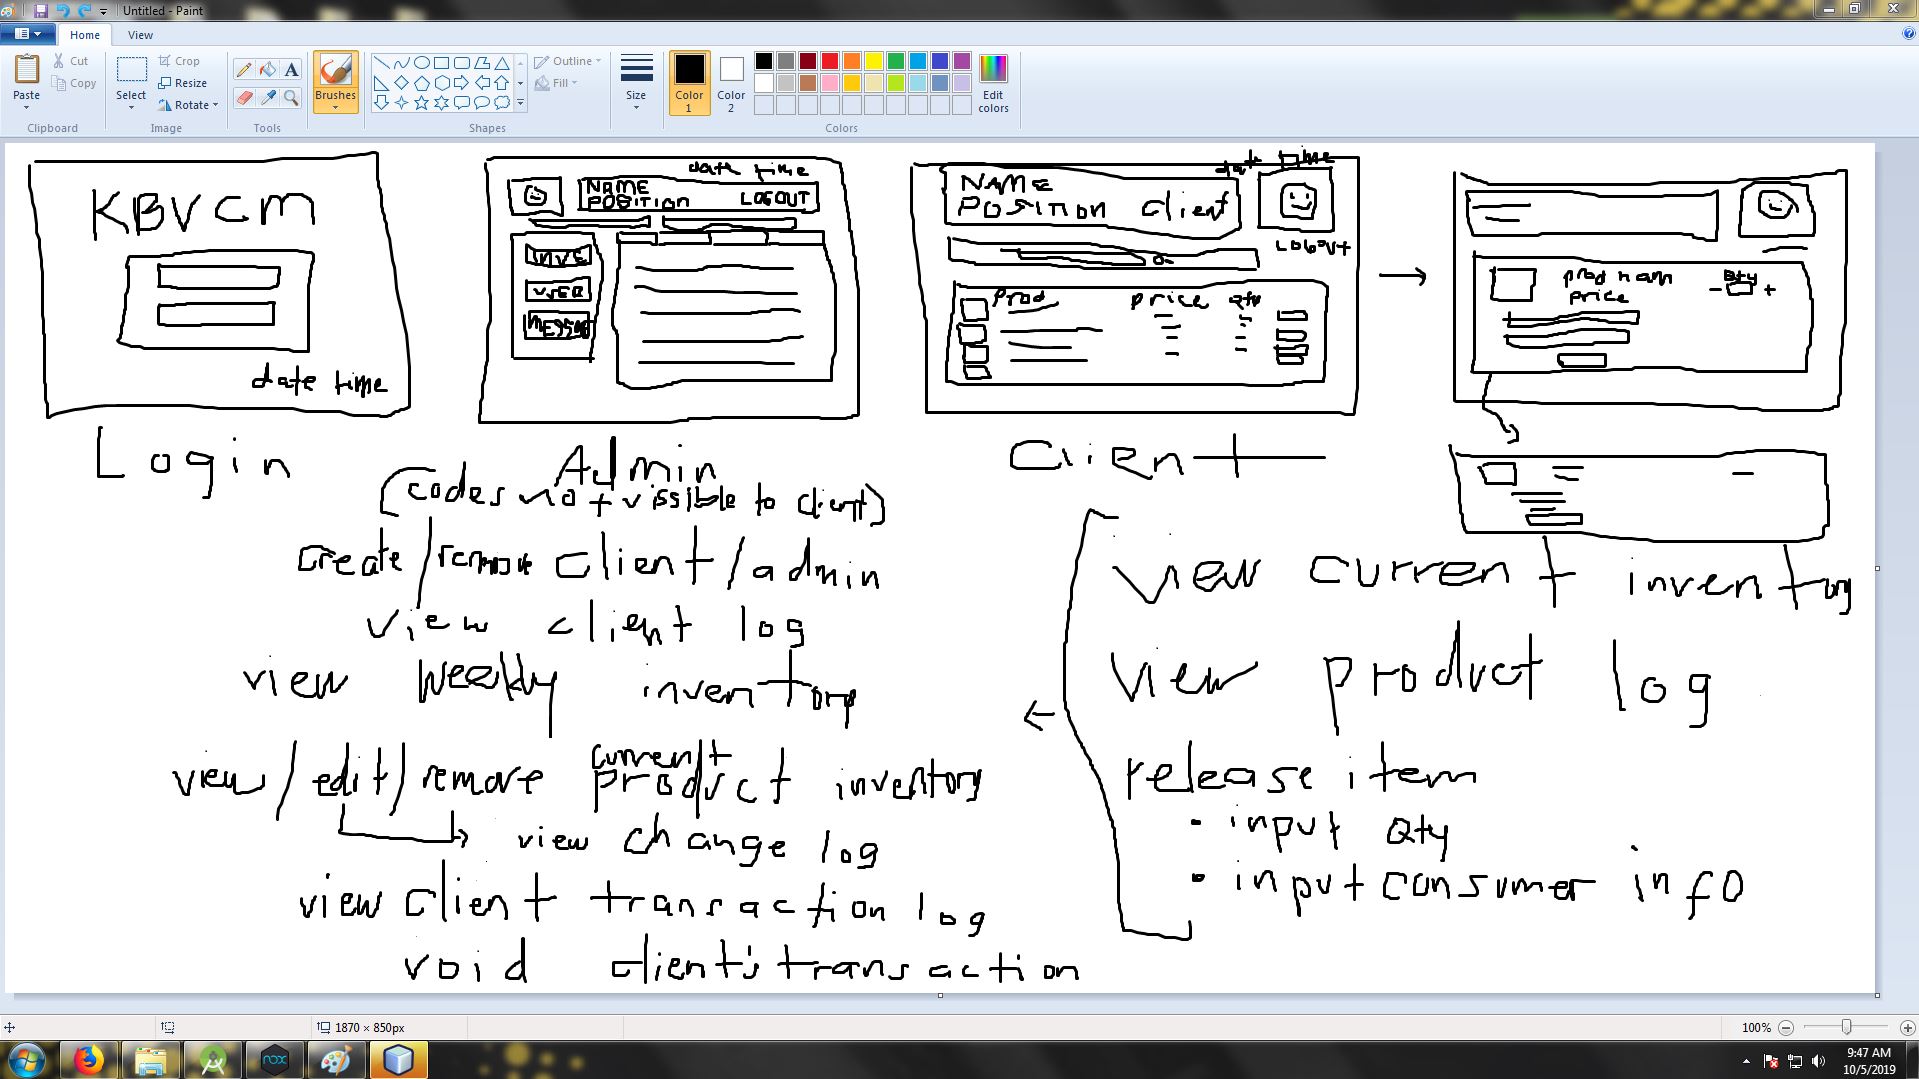 Untitled - Paint
Home View
Paste
Cut
Copy
Clipboard
Select
Crop
Resize
Rotate
Image
Tools
Brushes
Shapes
Outline
Fill
Size
Color 1
Color 2
Colors
Edit colors
KBVCM
date time
Login
date time
NAME
POSITION LOGOUT
INVE
USER
MESSAGE
Admin
(codes not vissible to client)
create/remove client/admin
view client log
view weekly inventory
view/edit/remove current product inventory
view change log
view client transaction log
void client's transaction
date time
NAME
POSITION client
Logout
Prod price qty
Client
prod nam Qty
price - +
view current inventory
view product log
release item
• input Qty
• input consumer info
1870 × 850px
100%
nox
9:47 AM
10/5/2019